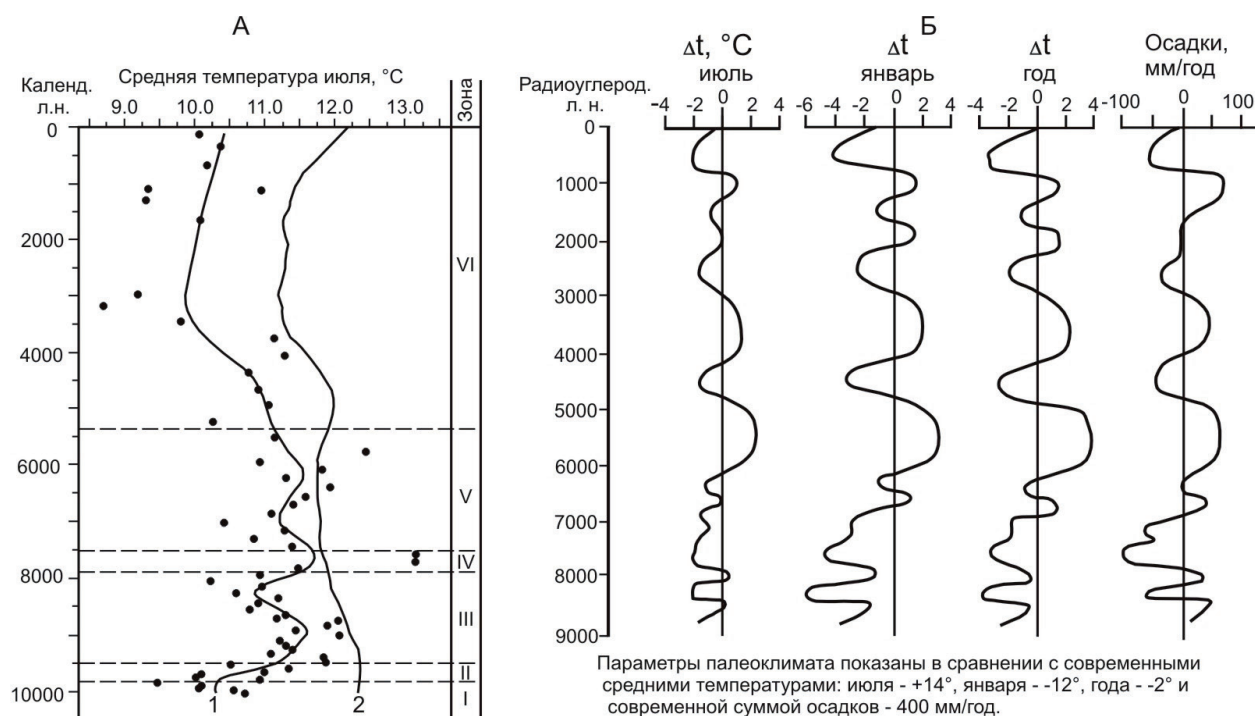 А
Календ.
л.н.
Средняя температура июля, °С
9.0 10.0 11.0 12.0 13.0
Зона
0
2000
4000
6000
8000
10000
VI
V
IV
III
II
I
1 2
Б
Радиоуглерод.
л. н.
Δt, °С
июль
-4 -2 0 2 4
Δt
январь
-6 -4 -2 0 2 4
Δt
год
-4 -2 0 2 4
Осадки,
мм/год
-100 0 100
0
1000
2000
3000
4000
5000
6000
7000
8000
9000
Параметры палеоклимата показаны в сравнении с современными
средними температурами: июля - +14°, января - -12°, года - -2° и
современной суммой осадков - 400 мм/год.